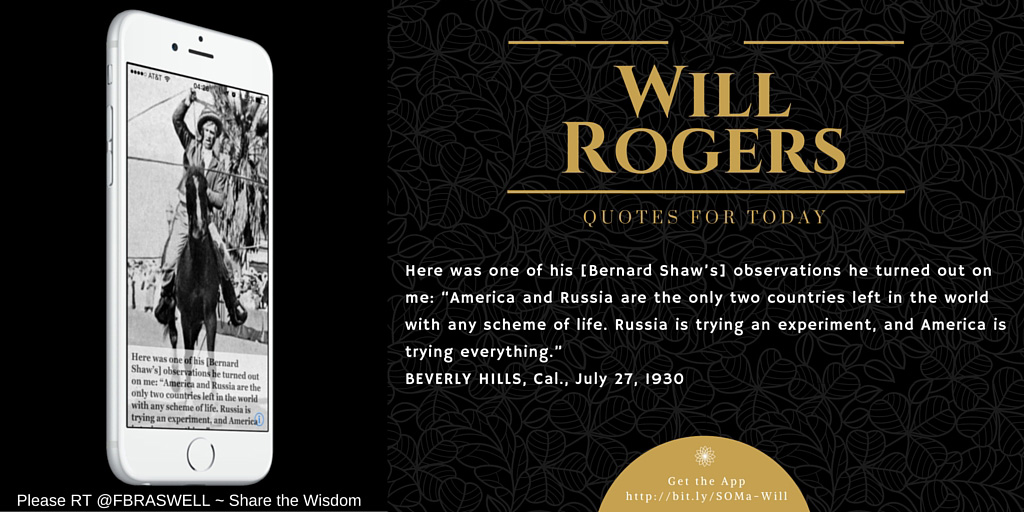 AT&T
Here was one of his [Bernard
Shaw's] observations he turned out
on me: "America and Russia are the
only two countries left in the world
with any scheme of life. Russia is
trying an experiment, and America
Please RT @FBRASWELL ~ Share the Wisdom
WILL
ROGERS
QUOTES FOR TODAY
Here was one of his [Bernard Shaw's] observations he turned out on
me: "America and Russia are the only two countries left in the world
with any scheme of life. Russia is trying an experiment, and America is
trying everything."
BEVERLY HILLS, Cal., July 27, 1930
Get the App
http://bit.ly/SOMa-Will